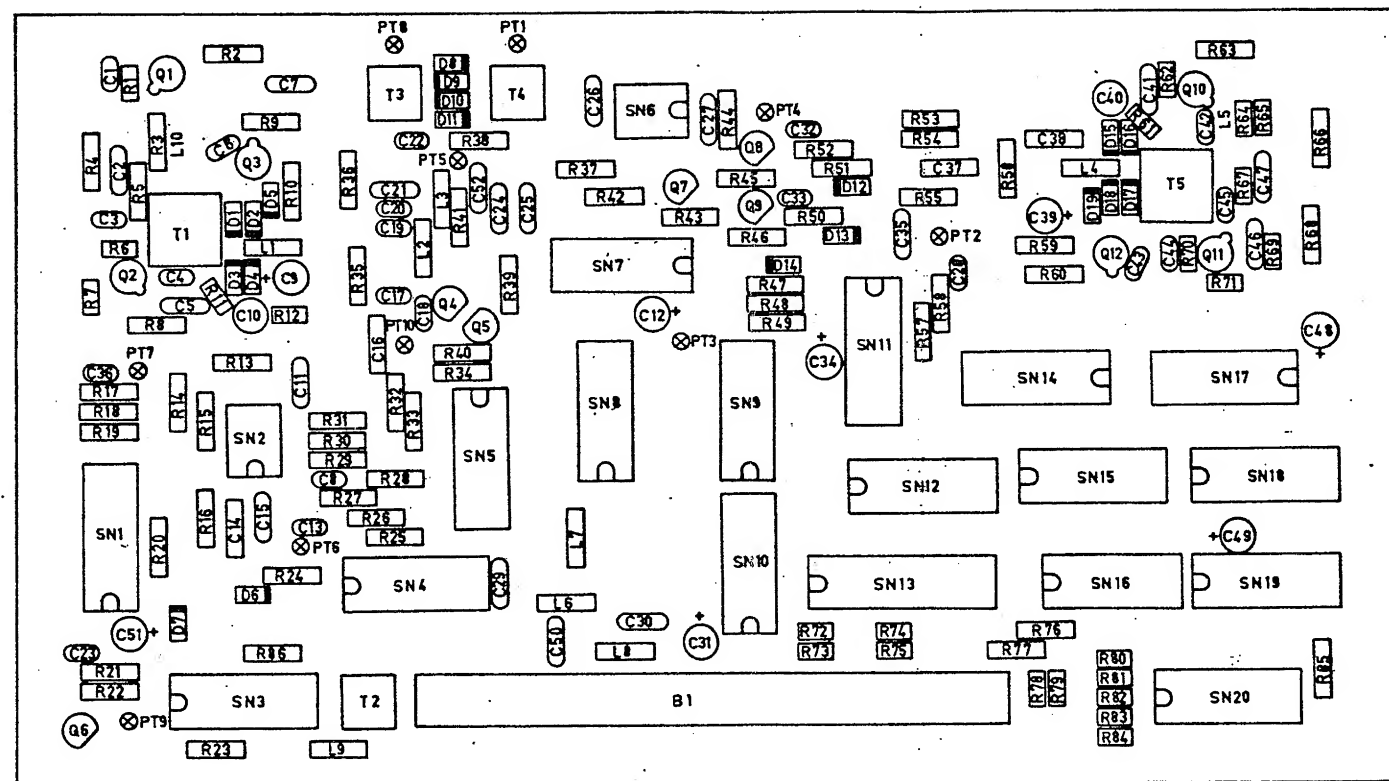 PT8
PT1
R2
R63
C1
R1
Q1
C7
T3
D8
D9
D10
D11
T4
C26
SN6
C27
R44
PT4
C41
R62
Q10
C40
R61
D15
D16
C42
L5
R64
R65
R66
R3
L10
R9
C6
Q3
R4
C2
R5
C22
R38
PT5
Q8
C32
R52
R53
R54
C38
R51
C37
L4
T5
R36
R37
R45
D12
R55
R67
C47
D5
R10
C21
C20
C19
L3
R41
C52
C24
C25
R42
Q7
R43
Q9
C33
R50
D19
D18
D17
C45
C3
T1
D1
D2
L1
L2
R46
D13
C35
PT2
C39
+
R59
Q12
C43
C44
R70
Q11
C46
R69
R68
R6
Q2
C4
D3
D4
+
C9
R35
R39
SN7
D14
R47
R48
R49
C28
R60
R71
R7
C5
R11
C10
R12
R8
C17
C18
Q4
Q5
C12
+
PT3
+
C34
SN11
R57
R58
C48
+
PT7
C36
R17
R18
R19
R13
C11
R14
R15
SN2
C16
PT10
R40
R34
R32
R33
R31
R30
R29
C8
R28
R27
R26
R25
SN5
SN8
SN9
SN14
SN17
SN12
SN15
SN18
SN1
R20
R16
C14
C15
C13
PT6
R24
D6
D7
SN4
C29
L7
L6
SN10
SN13
SN16
+
C49
SN19
C51
+
C23
R21
R22
R86
C50
C30
L8
+
C31
R72
R73
R74
R75
R76
R77
R80
R81
R82
R83
R84
R78
R79
R85
SN3
T2
B1
SN20
Q6
PT9
R23
L9